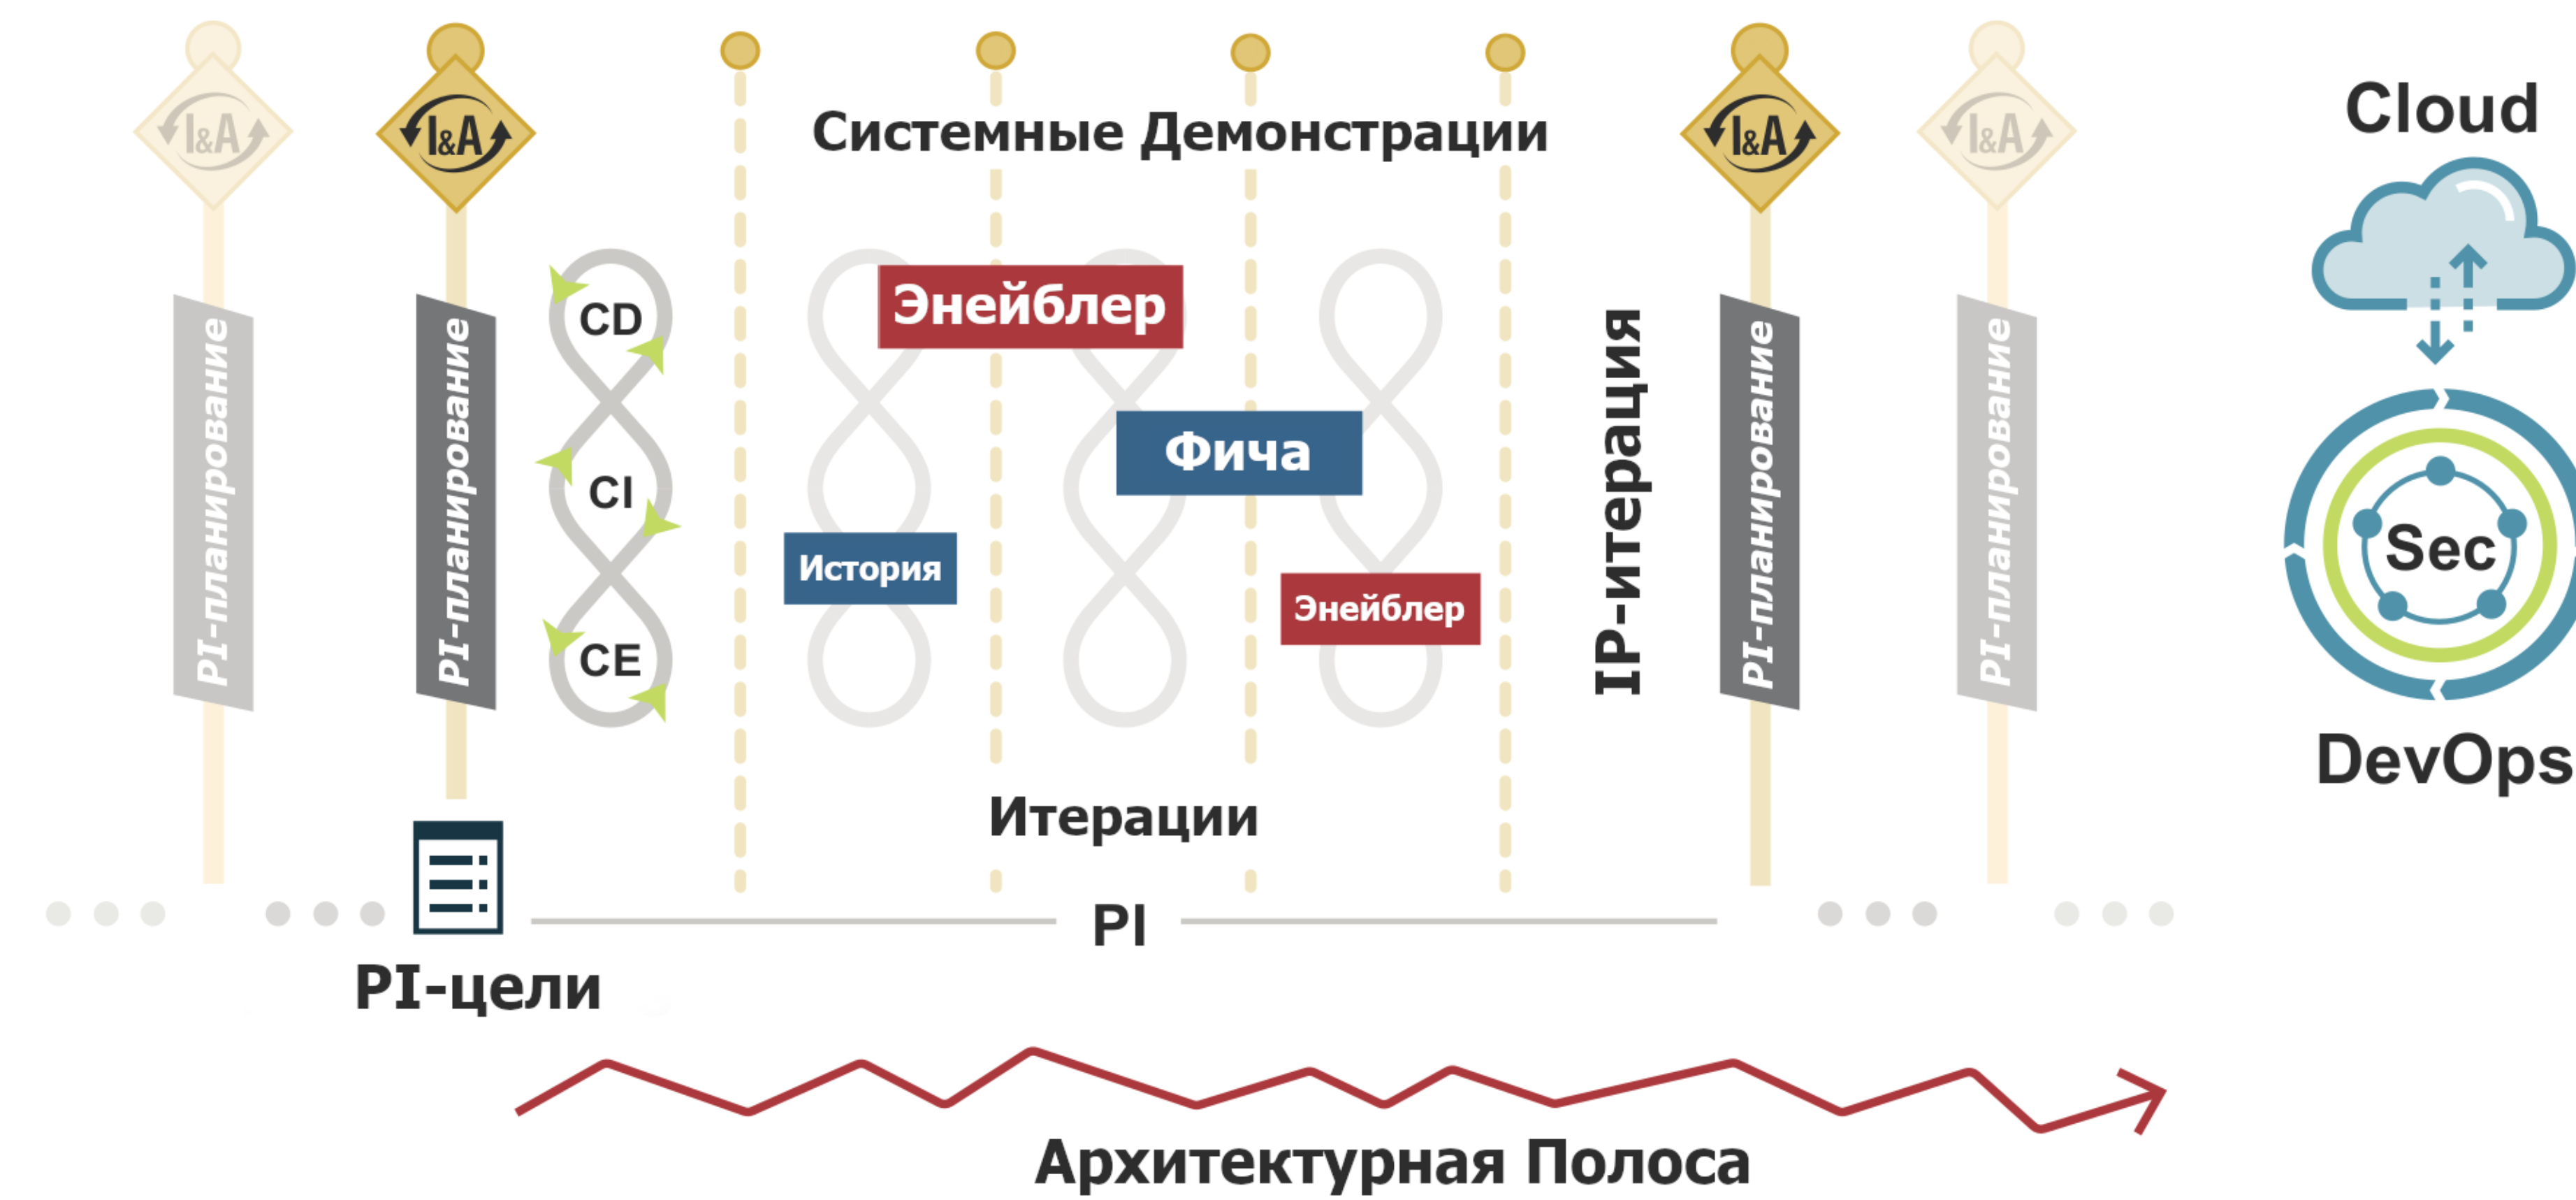 I&A
I&A
Системные Демонстрации
I&A
I&A
Cloud
PI-планирование
PI-планирование
CD
CI
CE
Энейблер
Фича
История
Энейблер
IP-итерация
PI-планирование
PI-планирование
Sec
DevOps
Итерации
PI
PI-цели
Архитектурная Полоса